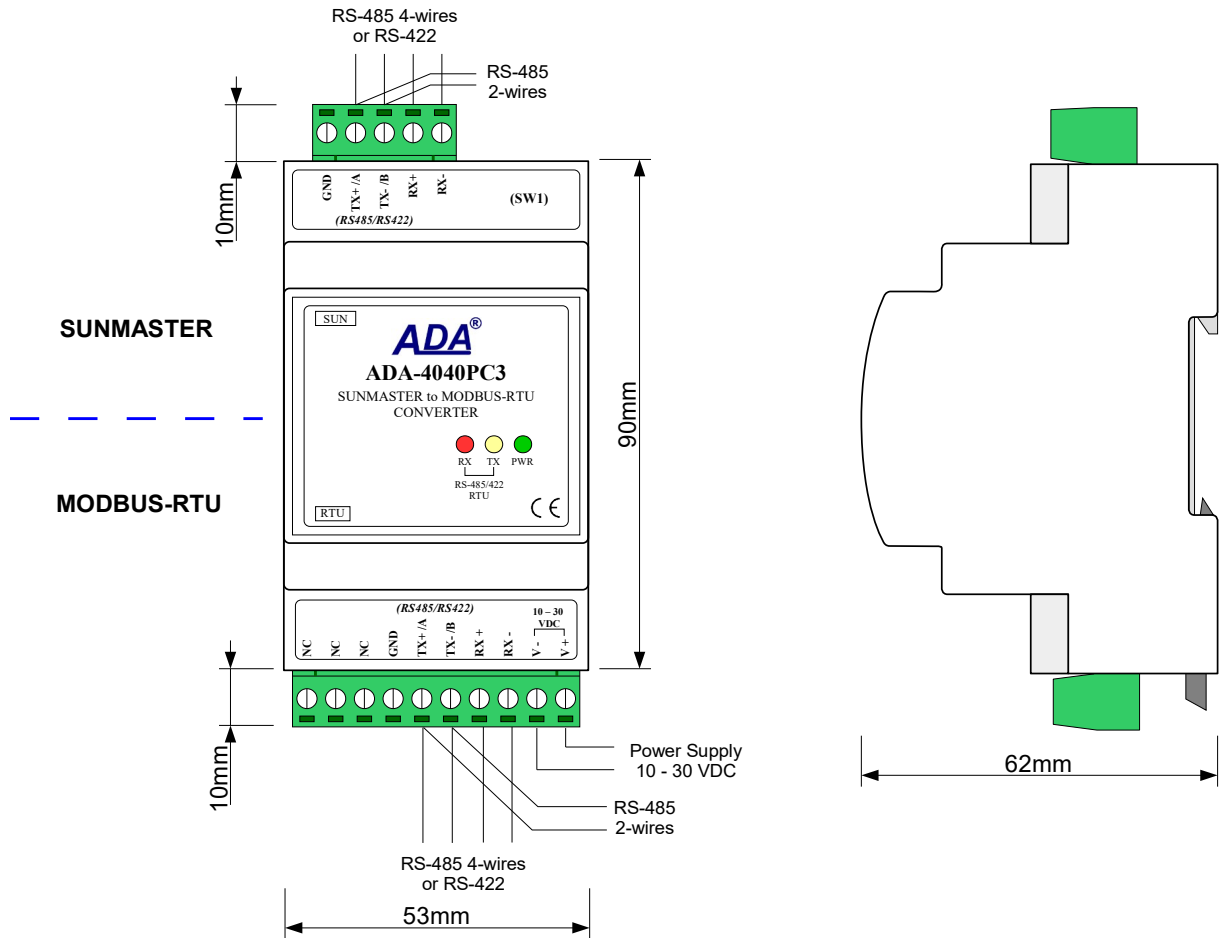 RS-485 4-wires
or RS-422
RS-485
2-wires
10mm
GND
TX+ /A
TX- /B
RX+
RX-
(SW1)
(RS485/RS422)
SUNMASTER
MODBUS-RTU
SUN
ADA®
ADA-4040PC3
SUNMASTER to MODBUS-RTU
CONVERTER
RX TX PWR
RS-485/422
RTU
RTU
CE
90mm
(RS485/RS422)
10 – 30
VDC
NC
NC
NC
GND
TX+ /A
TX- /B
RX +
RX -
V -
V +
10mm
Power Supply
10 - 30 VDC
RS-485
2-wires
RS-485 4-wires
or RS-422
53mm
62mm